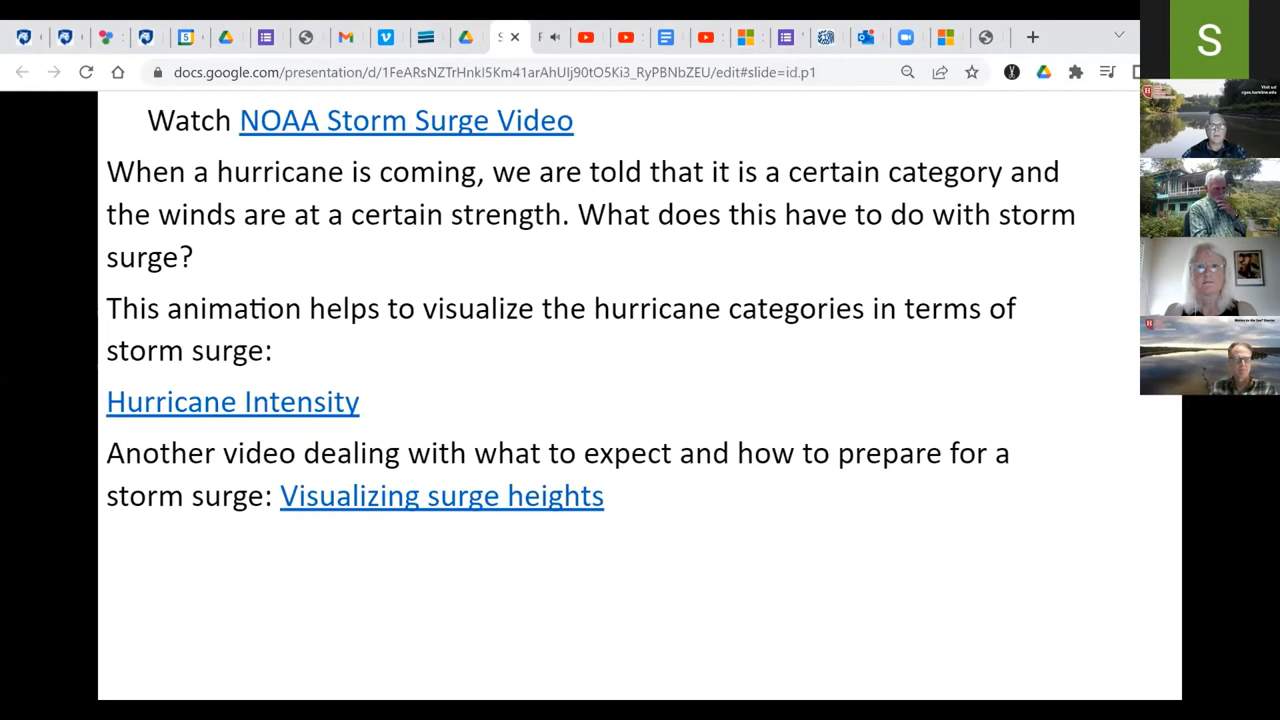 docs.google.com/presentation/d/1FeARsNZTrHnkI5Km41arAhUIj90tO5Ki3_RyPBNbZEU/edit#slide=id.p1
S
Watch NOAA Storm Surge Video
When a hurricane is coming, we are told that it is a certain category and
the winds are at a certain strength. What does this have to do with storm
surge?
This animation helps to visualize the hurricane categories in terms of
storm surge:
Hurricane Intensity
Another video dealing with what to expect and how to prepare for a
storm surge: Visualizing surge heights